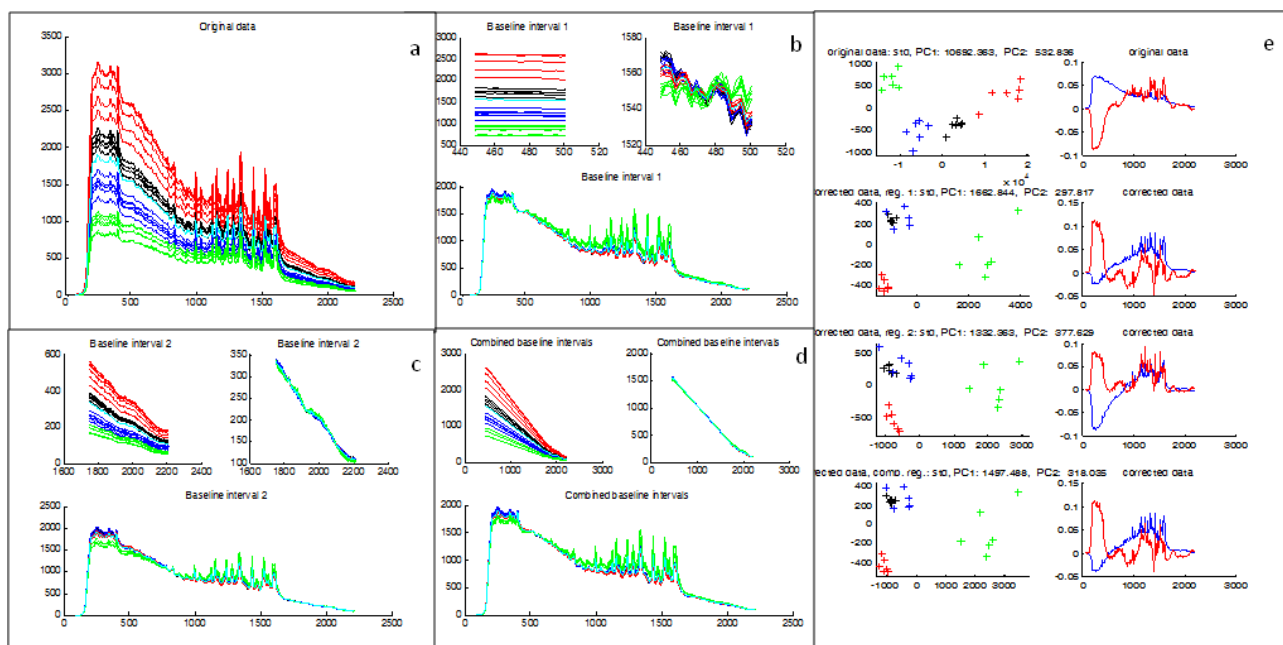 Original data
a
3500
3000
2500
2000
1500
1000
500
0
0 500 1000 1500 2000 2500
b
Baseline interval 1
3000
2500
2000
1500
1000
500
440 460 480 500 520
Baseline interval 1
1580
1560
1540
1520
440 460 480 500 520
Baseline interval 1
2000
1500
1000
500
0
0 500 1000 1500 2000 2500
c
Baseline interval 2
600
400
200
0
1600 1800 2000 2200 2400
Baseline interval 2
350
300
250
200
150
100
1600 1800 2000 2200 2400
Baseline interval 2
2500
2000
1500
1000
500
0
0 500 1000 1500 2000 2500
d
Combined baseline intervals
3000
2000
1000
0
0 1000 2000 3000
Combined baseline intervals
2000
1500
1000
500
0
0 1000 2000 3000
Combined baseline intervals
2000
1500
1000
500
0
0 500 1000 1500 2000 2500
e
original data: S10, PC1: 10692.363, PC2: 532.836
1000
500
0
-500
-1000
-1 0 1 2
x 10^4
original data
0.1
0.05
0
-0.05
-0.1
0 1000 2000 3000
corrected data, reg. 1: S10, PC1: 1662.844, PC2: 297.817
400
200
0
-200
-400
0 2000 4000
corrected data
0.15
0.1
0.05
0
-0.05
0 1000 2000 3000
corrected data, reg. 2: S10, PC1: 1332.363, PC2: 377.629
500
0
-500
-1000 0 1000 2000 3000
corrected data
0.1
0.05
0
-0.05
-0.1
0 1000 2000 3000
rected data, comb. reg.: S10, PC1: 1497.488, PC2: 318.035
400
200
0
-200
-400
-1000 0 1000 2000 3000
corrected data
0.15
0.1
0.05
0
-0.05
0 1000 2000 3000